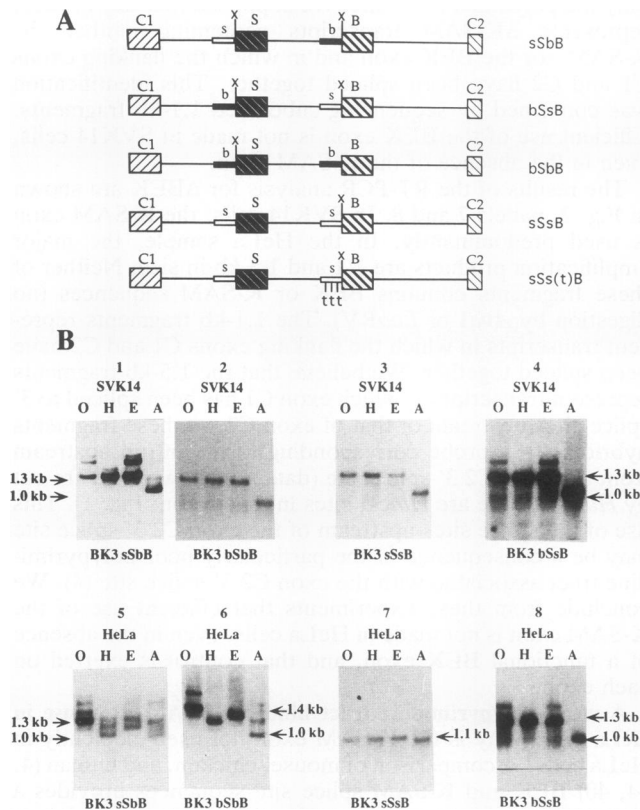 A
C1 S B C2
X X
s b
sSbB
b s
bSsB
b b
bSbB
s s
sSsB
s
ttt
sSs(t)B
B
1 2 3 4
SVK14 SVK14 SVK14 SVK14
O H E A O H E A O H E A O H E A
1.3 kb
1.0 kb
1.3 kb
1.0 kb
BK3 sSbB BK3 bSbB BK3 sSsB BK3 bSsB
5 6 7 8
HeLa HeLa HeLa HeLa
O H E A O H E A O H E A O H E A
1.3 kb
1.0 kb
1.4 kb
1.0 kb
1.1 kb
1.3 kb
1.0 kb
BK3 sSbB BK3 bSbB BK3 sSsB BK3 bSsB